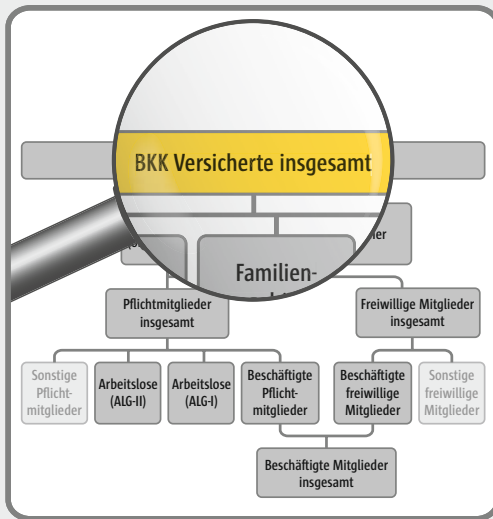 BKK Versicherte insgesamt
Familien-
Pflichtmitglieder
insgesamt
Freiwillige Mitglieder
insgesamt
Sonstige
Pflicht-
mitglieder
Arbeitslose
(ALG-II)
Arbeitslose
(ALG-I)
Beschäftigte
Pflicht-
mitglieder
Beschäftigte
freiwillige
Mitglieder
Sonstige
freiwillige
Mitglieder
Beschäftigte Mitglieder
insgesamt